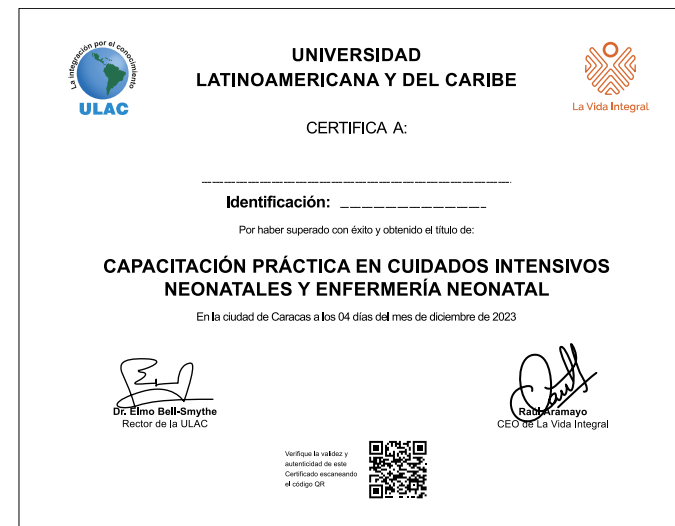 La integración por el conocimiento
ULAC
UNIVERSIDAD
LATINOAMERICANA Y DEL CARIBE
La Vida Integral
CERTIFICA A:
Identificación:
Por haber superado con éxito y obtenido el título de:
CAPACITACIÓN PRÁCTICA EN CUIDADOS INTENSIVOS
NEONATALES Y ENFERMERÍA NEONATAL
En la ciudad de Caracas a los 04 días del mes de diciembre de 2023
Dr. Elmo Bell-Smythe
Rector de la ULAC
Raúl Aramayo
CEO de La Vida Integral
Verifique la validez y
autenticidad de este
Certificado escaneando
el código QR